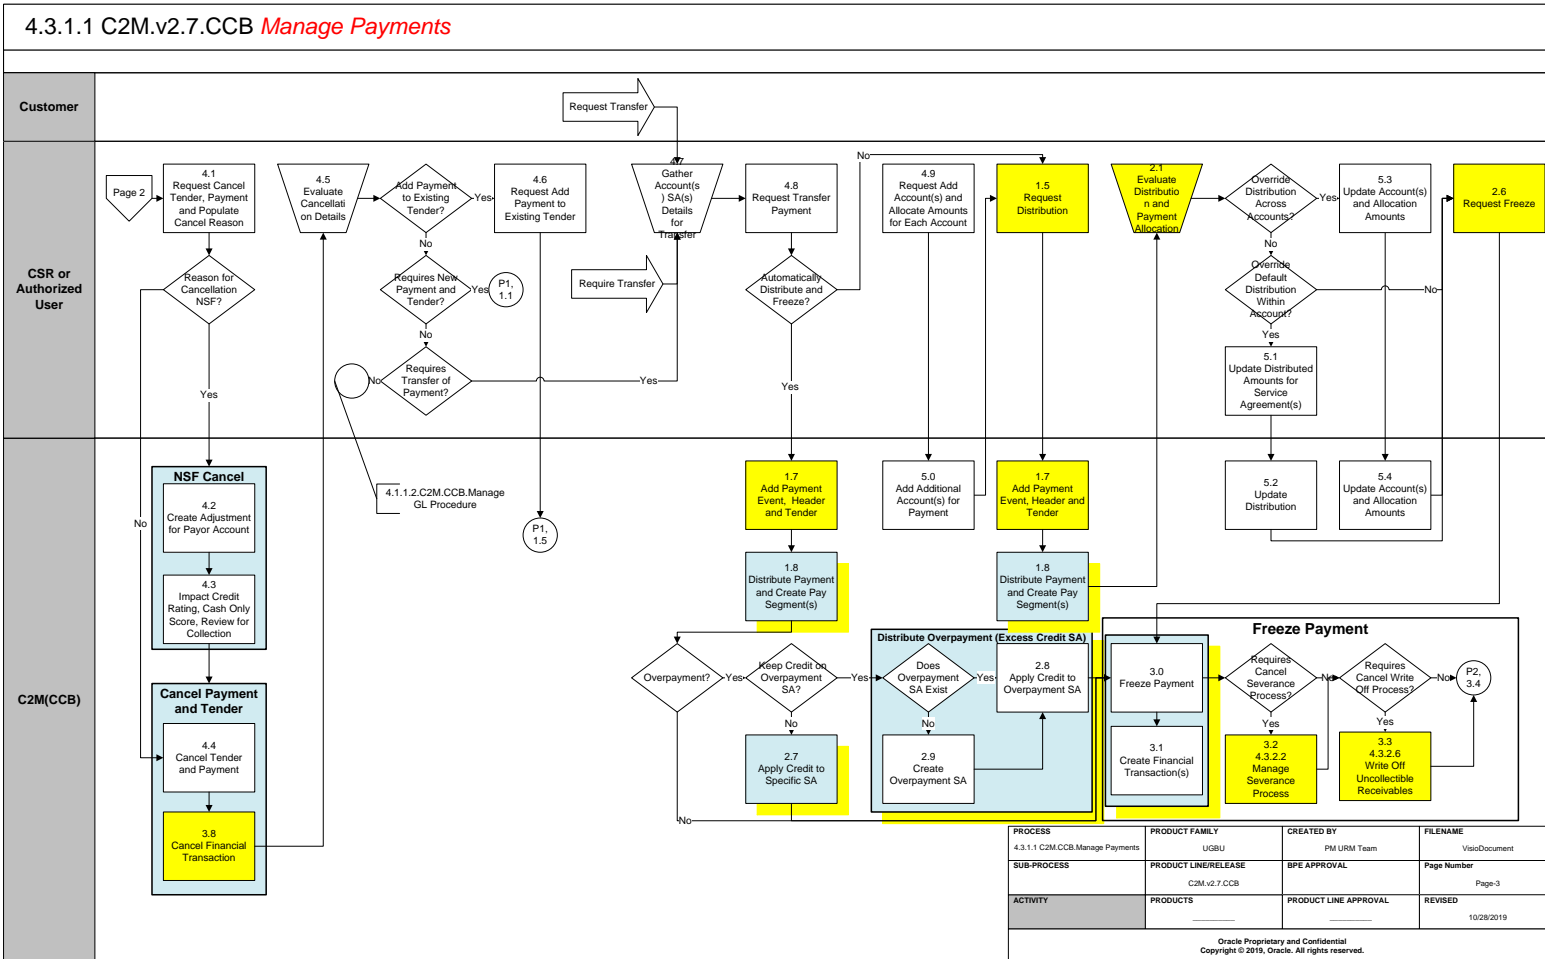 4.3.1.1 C2M.v2.7.CCB Manage Payments
Customer
Request Transfer
CSR or
Authorized
User
Page 2
4.1
Request Cancel
Tender, Payment
and Populate
Cancel Reason
4.5
Evaluate
Cancellati
on Details
Add Payment
to Existing
Tender?
Yes
4.6
Request Add
Payment to
Existing Tender
4.7
Gather
Account(s
) SA(s)
Details
for
Transfer
4.8
Request Transfer
Payment
No
4.9
Request Add
Account(s) and
Allocate Amounts
for Each Account
1.5
Request
Distribution
2.1
Evaluate
Distributio
n and
Payment
Allocation
Override
Distribution
Across
Accounts?
Yes
5.3
Update Account(s)
and Allocation
Amounts
2.6
Request Freeze
No
No
Reason for
Cancellation
NSF?
Requires New
Payment and
Tender?
Yes
P1,
1.1
Require Transfer
Automatically
Distribute and
Freeze?
Override
Default
Distribution
Within
Account?
No
No
Yes
Requires
Transfer of
Payment?
No
Yes
Yes
Yes
5.1
Update Distributed
Amounts for
Service
Agreement(s)
C2M(CCB)
NSF Cancel
4.2
Create Adjustment
for Payor Account
No
4.1.1.2.C2M.CCB.Manage
GL Procedure
P1,
1.5
1.7
Add Payment
Event, Header
and Tender
5.0
Add Additional
Account(s) for
Payment
1.7
Add Payment
Event, Header and
Tender
5.2
Update
Distribution
5.4
Update Account(s)
and Allocation
Amounts
4.3
Impact Credit
Rating, Cash Only
Score, Review for
Collection
1.8
Distribute Payment
and Create Pay
Segment(s)
1.8
Distribute Payment
and Create Pay
Segment(s)
Cancel Payment
and Tender
4.4
Cancel Tender
and Payment
3.8
Cancel Financial
Transaction
Overpayment?
Yes
Keep Credit on
Overpayment
SA?
Yes
Distribute Overpayment (Excess Credit SA)
Does
Overpayment
SA Exist
Yes
2.8
Apply Credit to
Overpayment SA
Freeze Payment
3.0
Freeze Payment
Requires
Cancel
Severance
Process?
No
Requires
Cancel Write
Off Process?
No
P2,
3.4
No
No
Yes
Yes
2.7
Apply Credit to
Specific SA
2.9
Create
Overpayment SA
3.1
Create Financial
Transaction(s)
3.2
4.3.2.2
Manage
Severance
Process
3.3
4.3.2.6
Write Off
Uncollectible
Receivables
No
PROCESS
4.3.1.1 C2M.CCB.Manage Payments
PRODUCT FAMILY
UGBU
CREATED BY
PM URM Team
FILENAME
VisioDocument
SUB-PROCESS
PRODUCT LINE/RELEASE
C2M.v2.7.CCB
BPE APPROVAL
Page Number
Page-3
ACTIVITY
PRODUCTS
PRODUCT LINE APPROVAL
REVISED
10/28/2019
Oracle Proprietary and Confidential
Copyright © 2019, Oracle. All rights reserved.